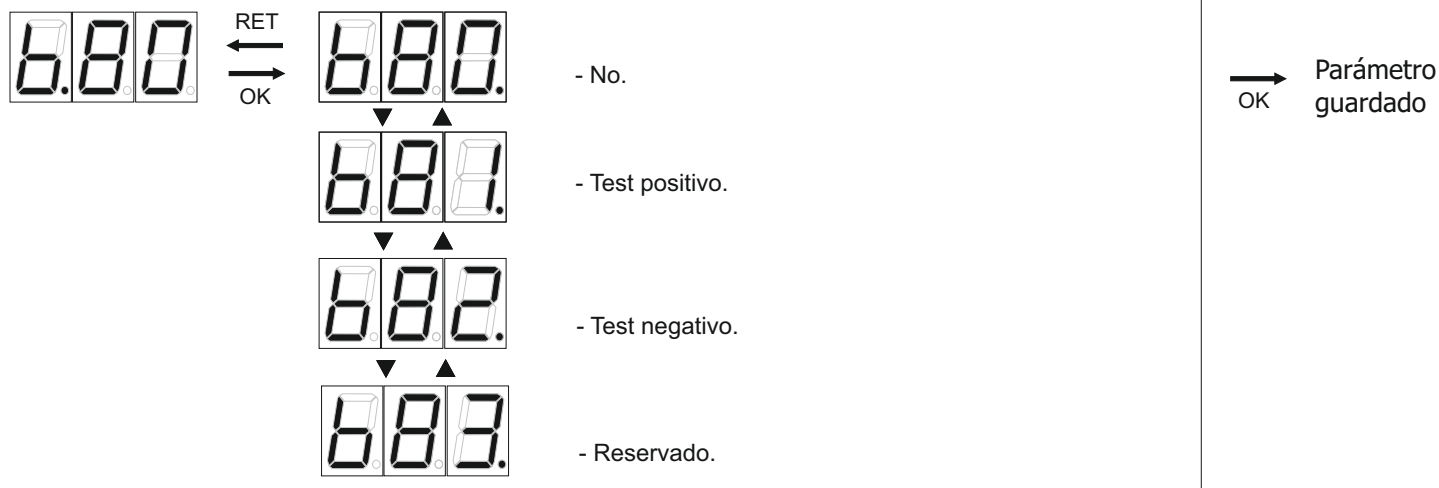 b.80
RET
OK
b80.
- No.
b81.
- Test positivo.
b82.
- Test negativo.
b83.
- Reservado.
OK
Parámetro
guardado